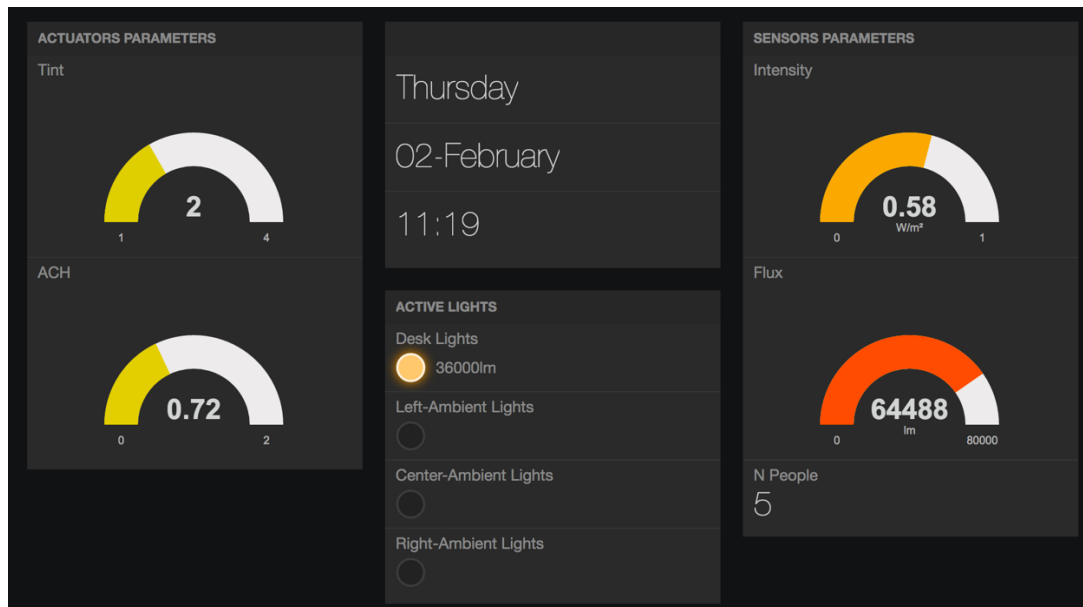 ACTUATORS PARAMETERS
Tint
2
1
4
ACH
0.72
0
2
Thursday
02-February
11:19
ACTIVE LIGHTS
Desk Lights
36000lm
Left-Ambient Lights
Center-Ambient Lights
Right-Ambient Lights
SENSORS PARAMETERS
Intensity
0.58
W/m²
0
1
Flux
64488
lm
0
80000
N People
5